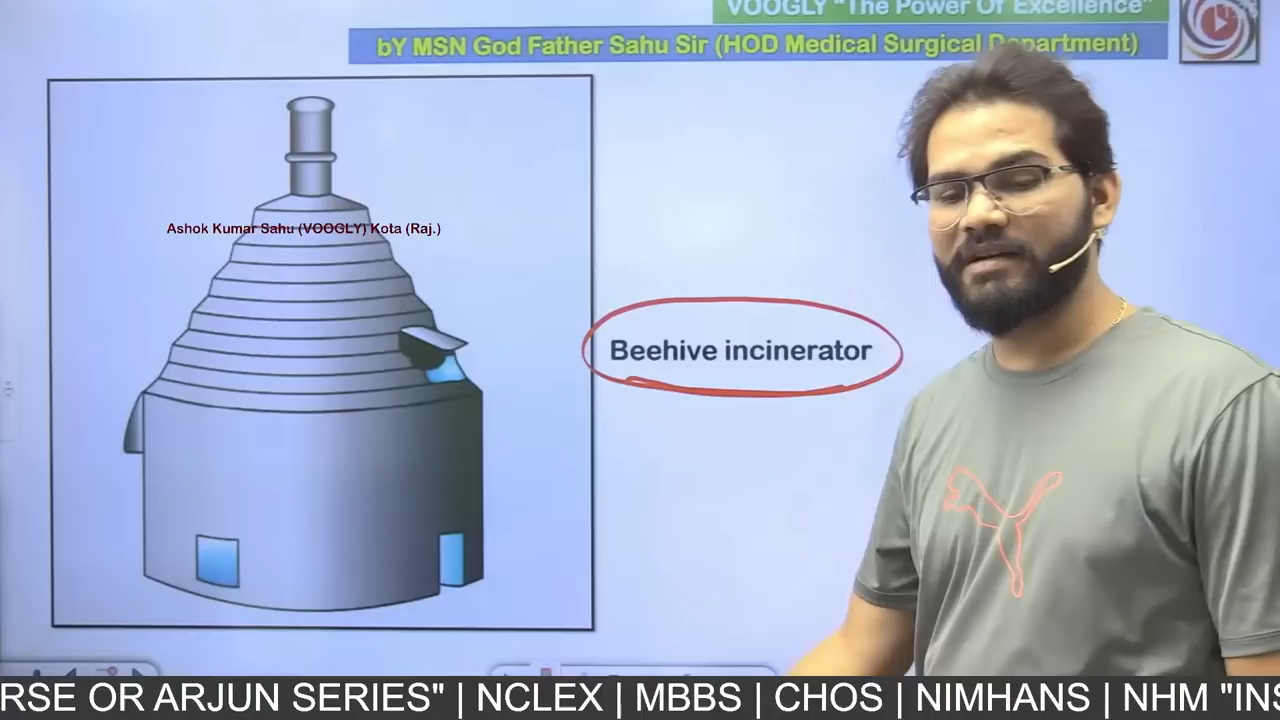 VOOGLY "The Power Of Excellence"
bY MSN God Father Sahu Sir (HOD Medical Surgical Department)
Ashok Kumar Sahu (VOOGLY) Kota (Raj.)
Beehive incinerator
RSE OR ARJUN SERIES" | NCLEX | MBBS | CHOS | NIMHANS | NHM "INS